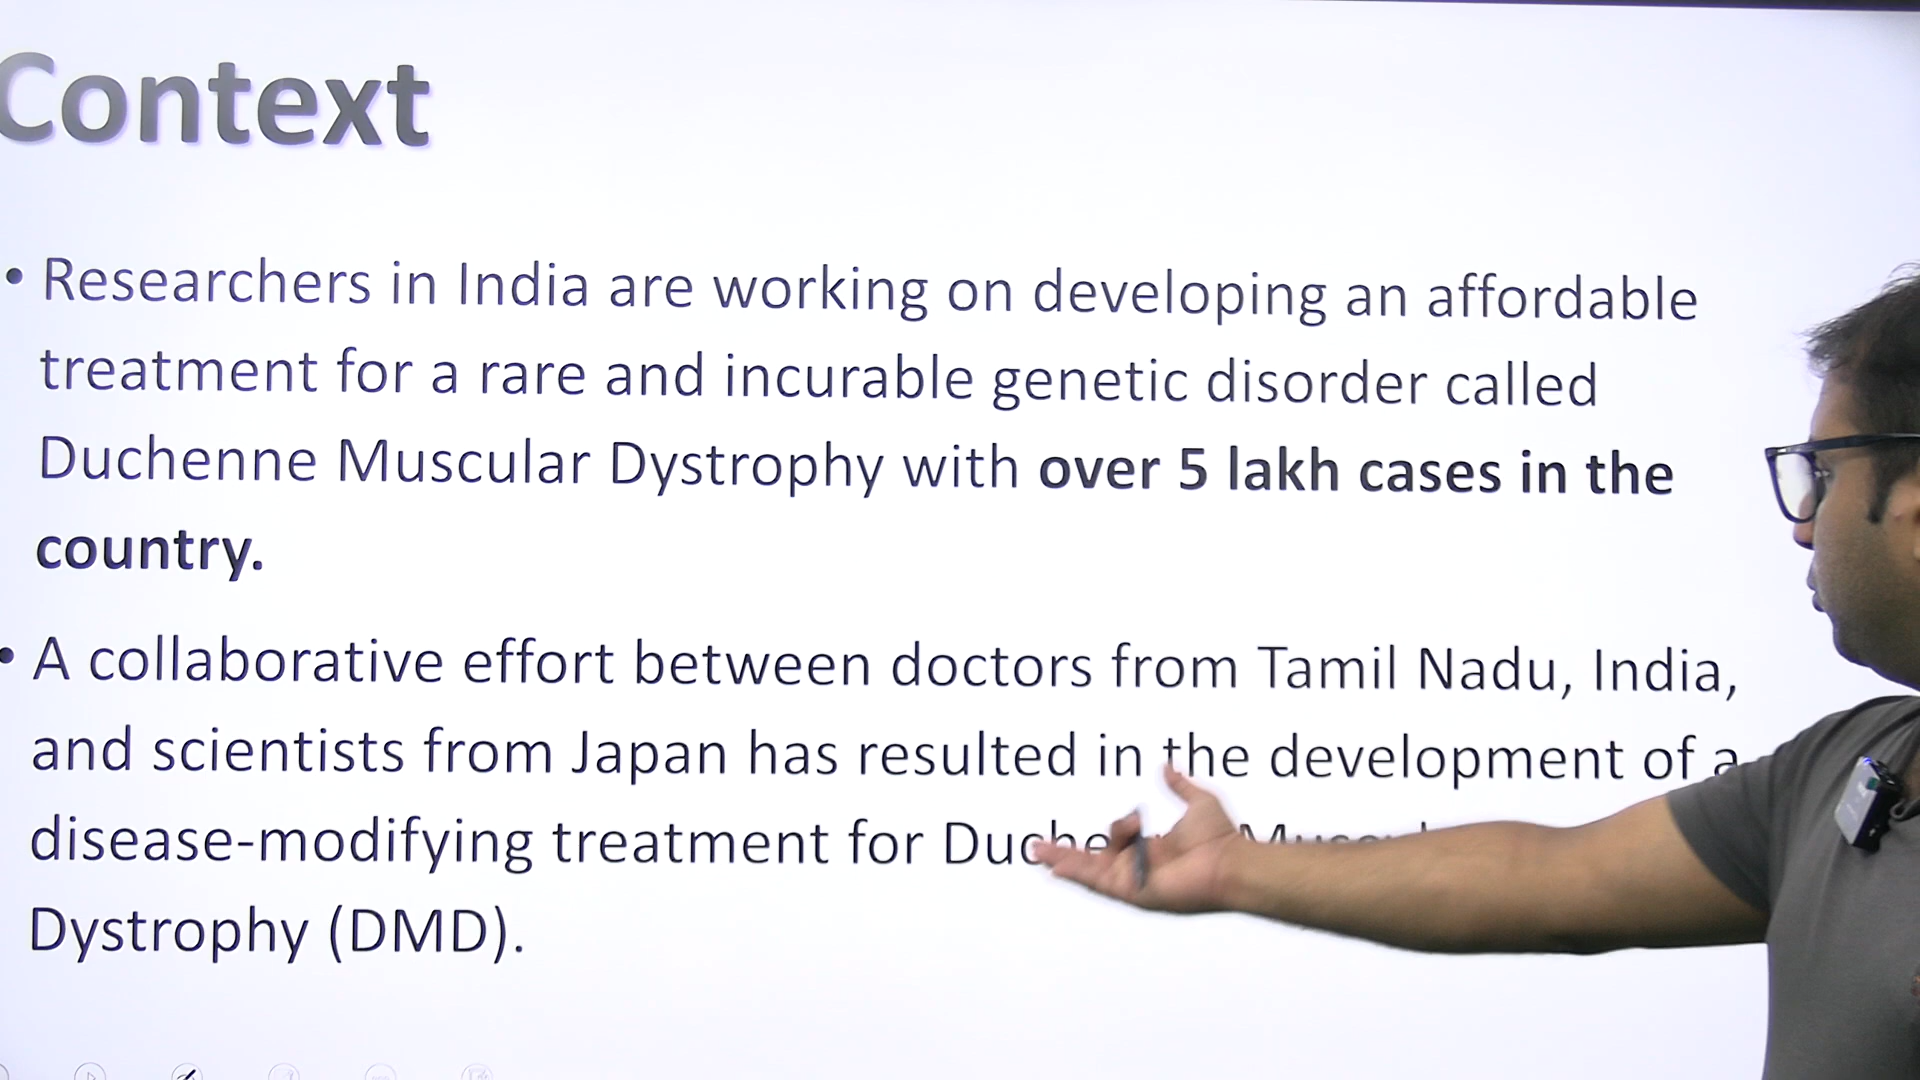 Context
• Researchers in India are working on developing an affordable
treatment for a rare and incurable genetic disorder called
Duchenne Muscular Dystrophy with over 5 lakh cases in the
country.
• A collaborative effort between doctors from Tamil Nadu, India,
and scientists from Japan has resulted in the development of a
disease-modifying treatment for
Dystrophy (DMD).